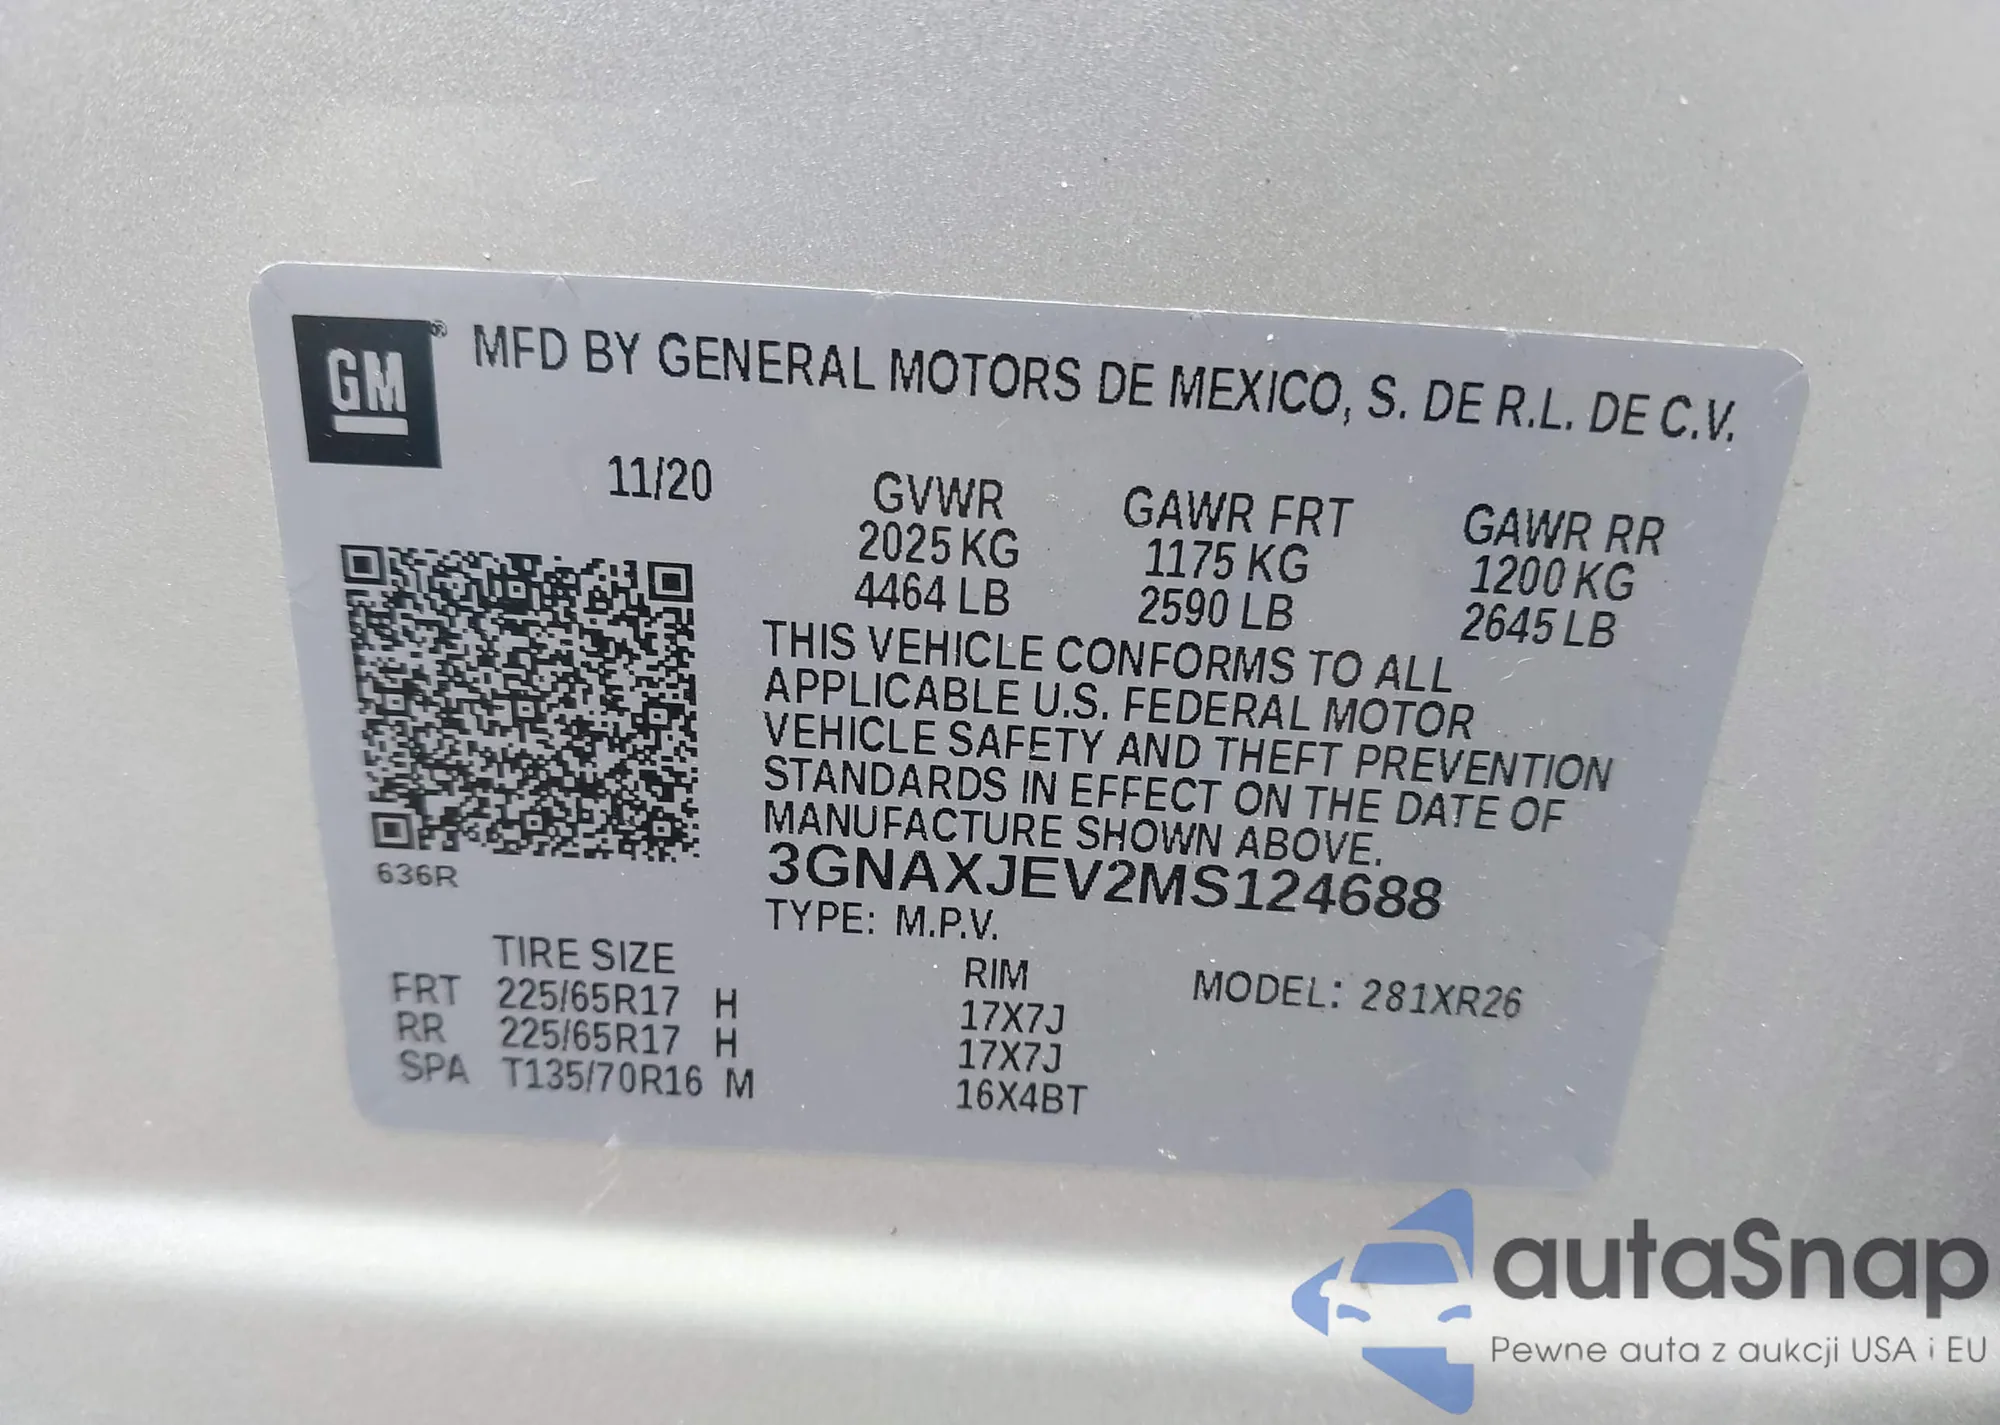 GM ® MFD BY GENERAL MOTORS DE MEXICO, S. DE R.L. DE C.V.
11/20 GVWR GAWR FRT GAWR RR
2025 KG 1175 KG 1200 KG
4464 LB 2590 LB 2645 LB
THIS VEHICLE CONFORMS TO ALL
APPLICABLE U.S. FEDERAL MOTOR
VEHICLE SAFETY AND THEFT PREVENTION
STANDARDS IN EFFECT ON THE DATE OF
MANUFACTURE SHOWN ABOVE.
636R
3GNAXJEV2MS124688
TYPE: M.P.V.
TIRE SIZE RIM MODEL: 281XR26
FRT 225/65R17 H 17X7J
RR 225/65R17 H 17X7J
SPA T135/70R16 M 16X4BT
autaSnap
Pewne auta z aukcji USA i EU